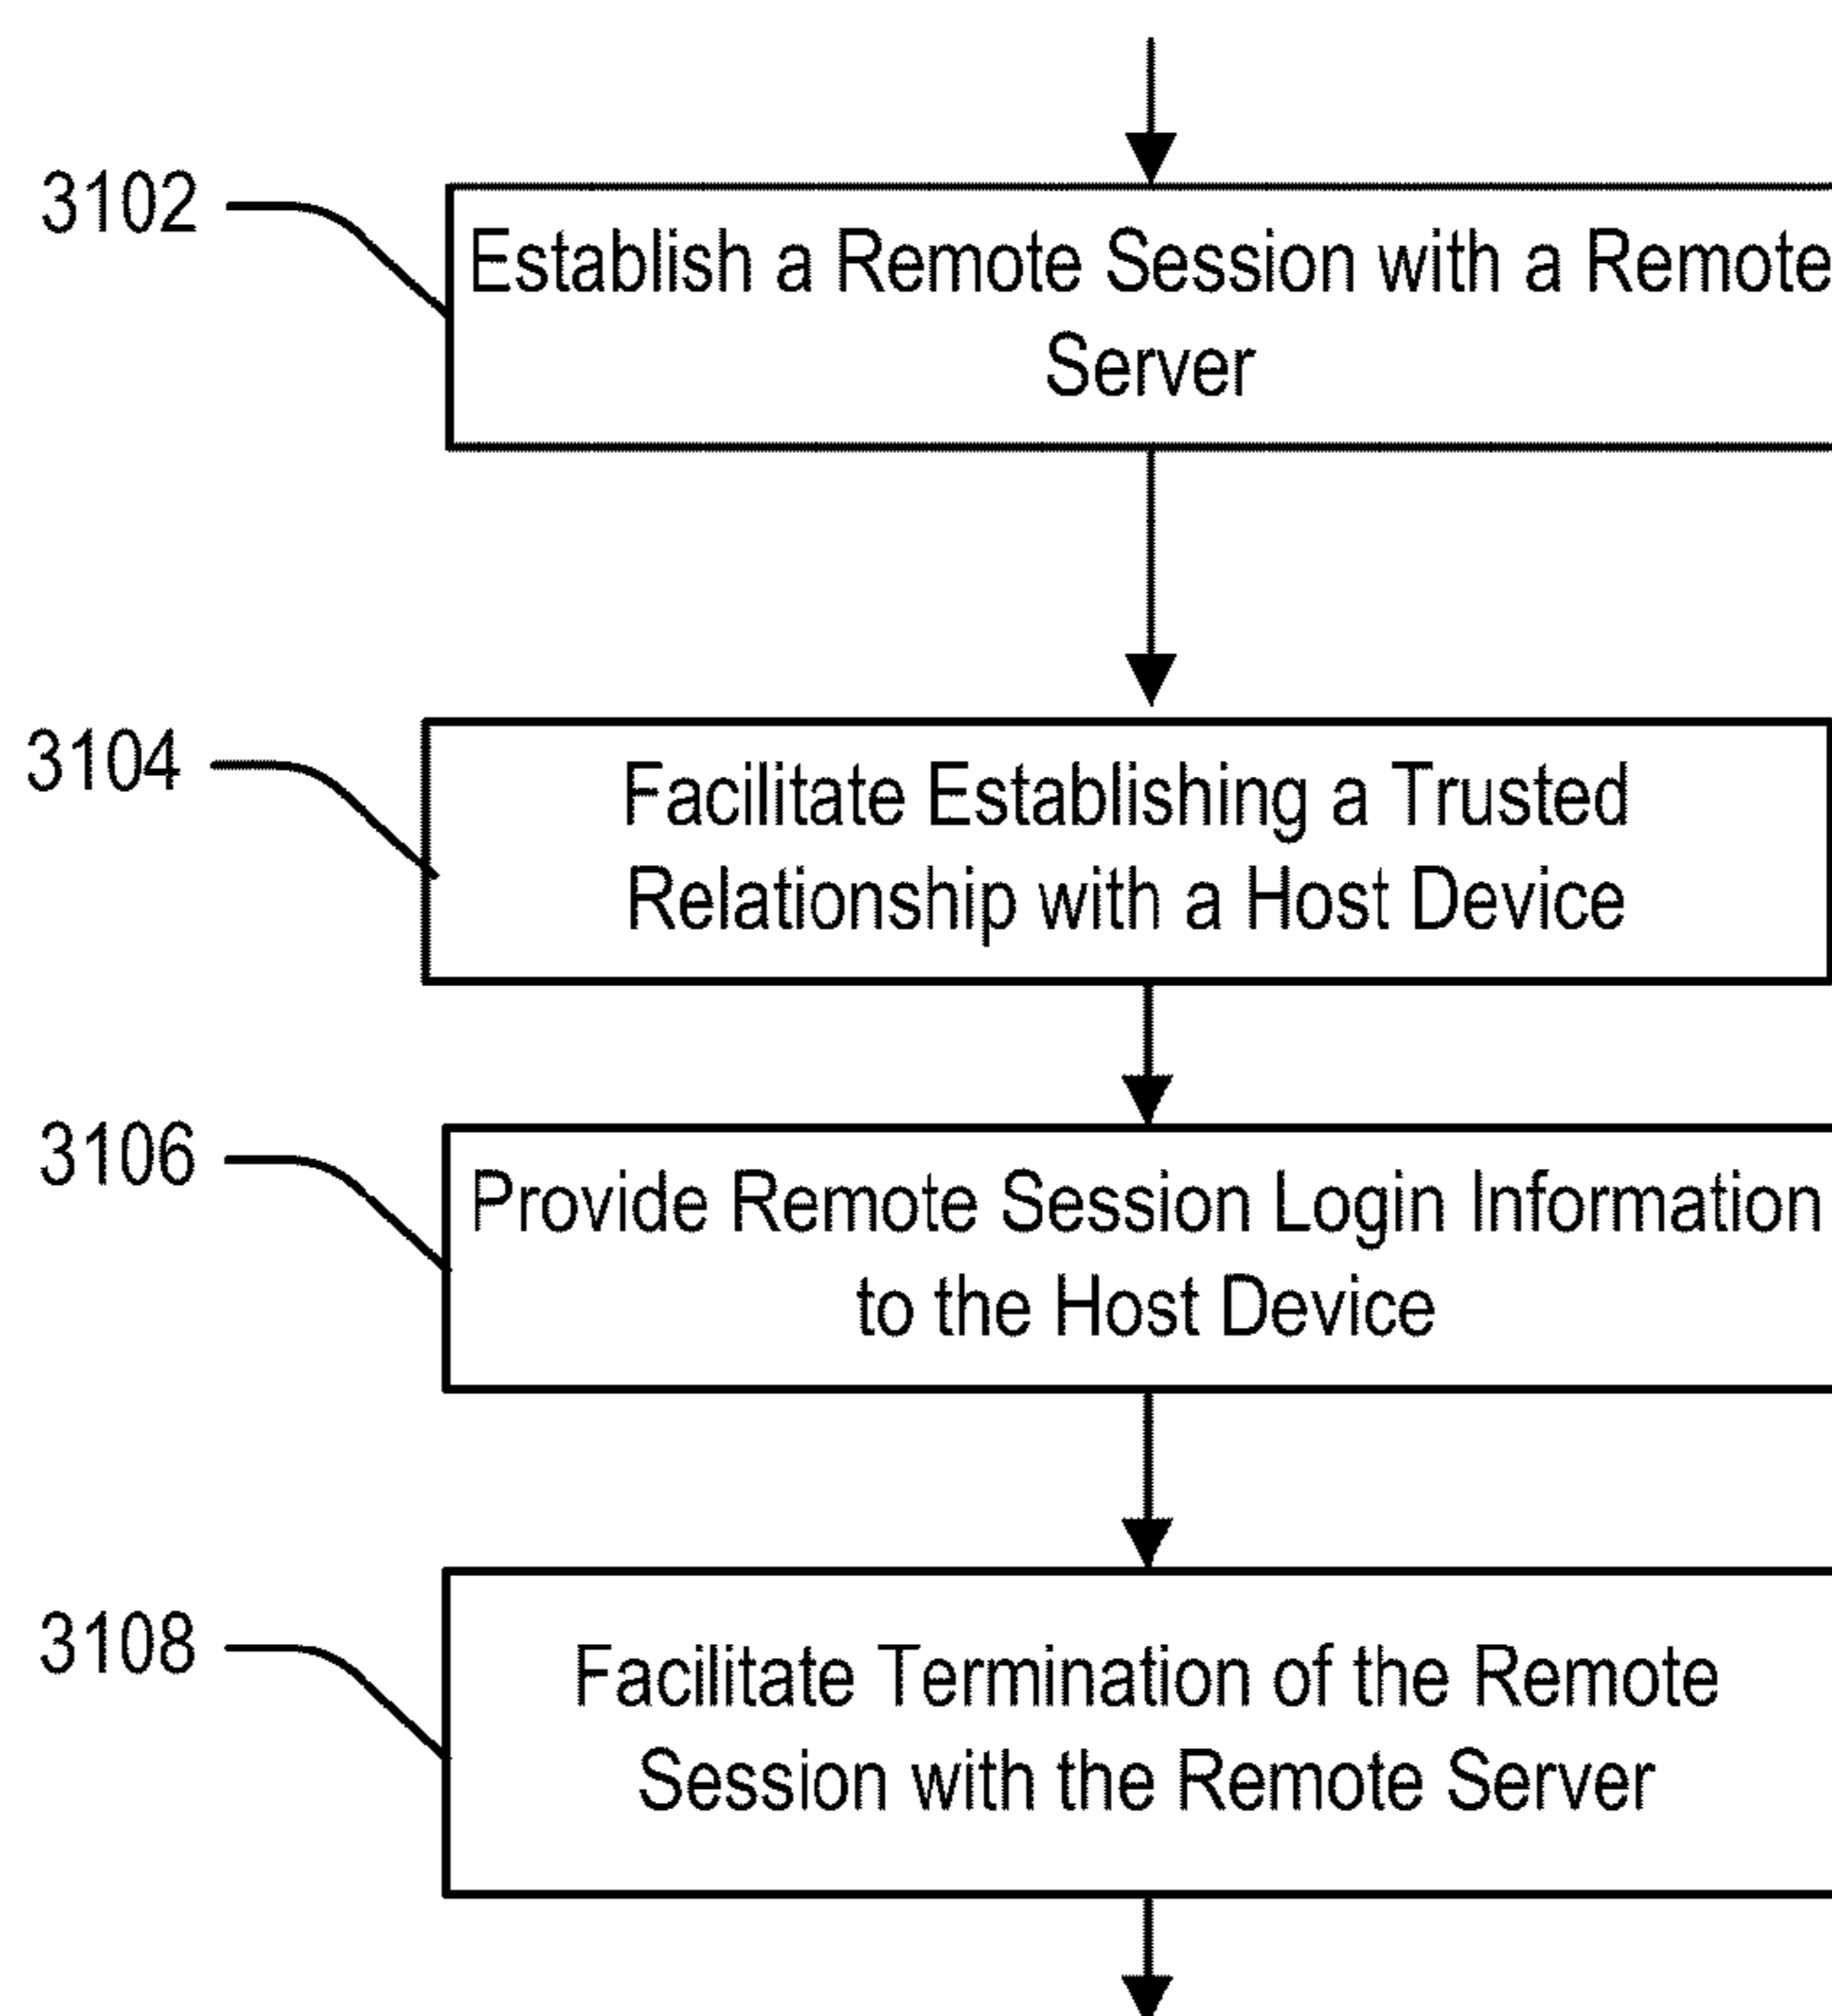 3102
Establish a Remote Session with a Remote
Server
3104
Facilitate Establishing a Trusted
Relationship with a Host Device
3106
Provide Remote Session Login Information
to the Host Device
3108
Facilitate Termination of the Remote
Session with the Remote Server